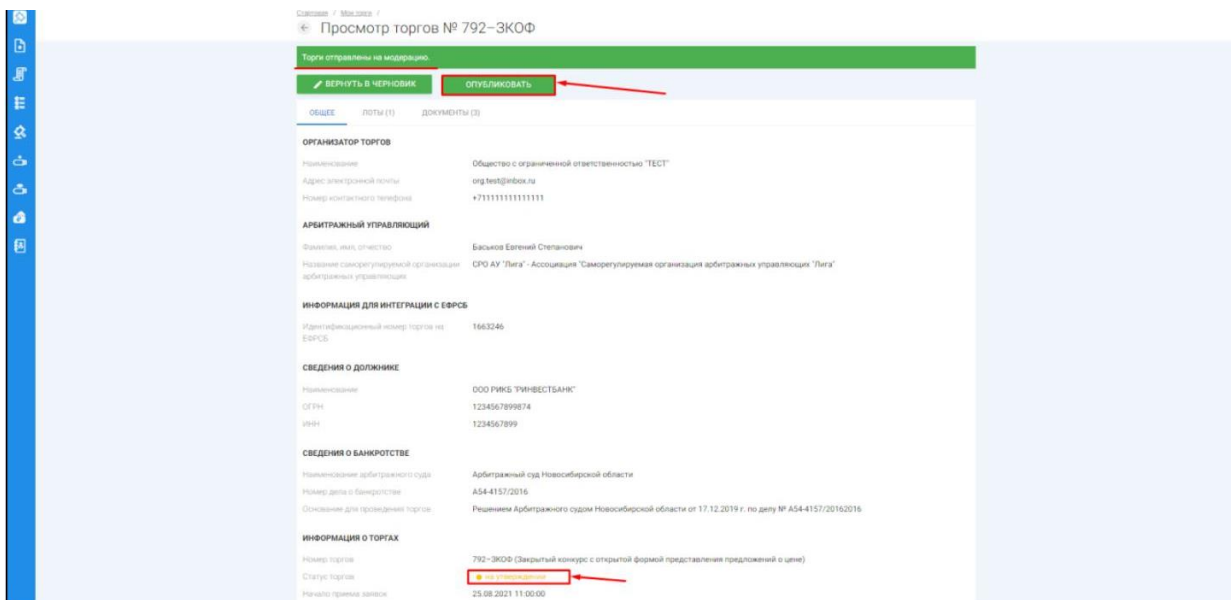 Стартовая / Мои торги /
Просмотр торгов № 792–ЗКОФ
Торги отправлены на модерацию.
ВЕРНУТЬ В ЧЕРНОВИК ОПУБЛИКОВАТЬ
ОБЩЕЕ ЛОТЫ (1) ДОКУМЕНТЫ (3)
ОРГАНИЗАТОР ТОРГОВ
Наименование Общество с ограниченной ответственностью "ТЕСТ"
Адрес электронной почты org.test@inbox.ru
Номер контактного телефона +711111111111111
АРБИТРАЖНЫЙ УПРАВЛЯЮЩИЙ
Фамилия, имя, отчество Баськов Евгений Степанович
Название саморегулируемой организации СРО АУ "Лига" - Ассоциация "Саморегулируемая организация арбитражных управляющих "Лига"
арбитражных управляющих
ИНФОРМАЦИЯ ДЛЯ ИНТЕГРАЦИИ С ЕФРСБ
Идентификационный номер торгов на 1663246
ЕФРСБ
СВЕДЕНИЯ О ДОЛЖНИКЕ
Наименование ООО РИКБ "РИНВЕСТБАНК"
ОГРН 1234567899874
ИНН 1234567899
СВЕДЕНИЯ О БАНКРОТСТВЕ
Наименование арбитражного суда Арбитражный суд Новосибирской области
Номер дела о банкротстве А54-4157/2016
Основание для проведения торгов Решением Арбитражного судом Новосибирской области от 17.12.2019 г. по делу № А54-4157/20162016
ИНФОРМАЦИЯ О ТОРГАХ
Номер торгов 792–ЗКОФ (Закрытый конкурс с открытой формой представления предложений о цене)
Статус торгов на утверждении
Начало приема заявок 25.08.2021 11:00:00